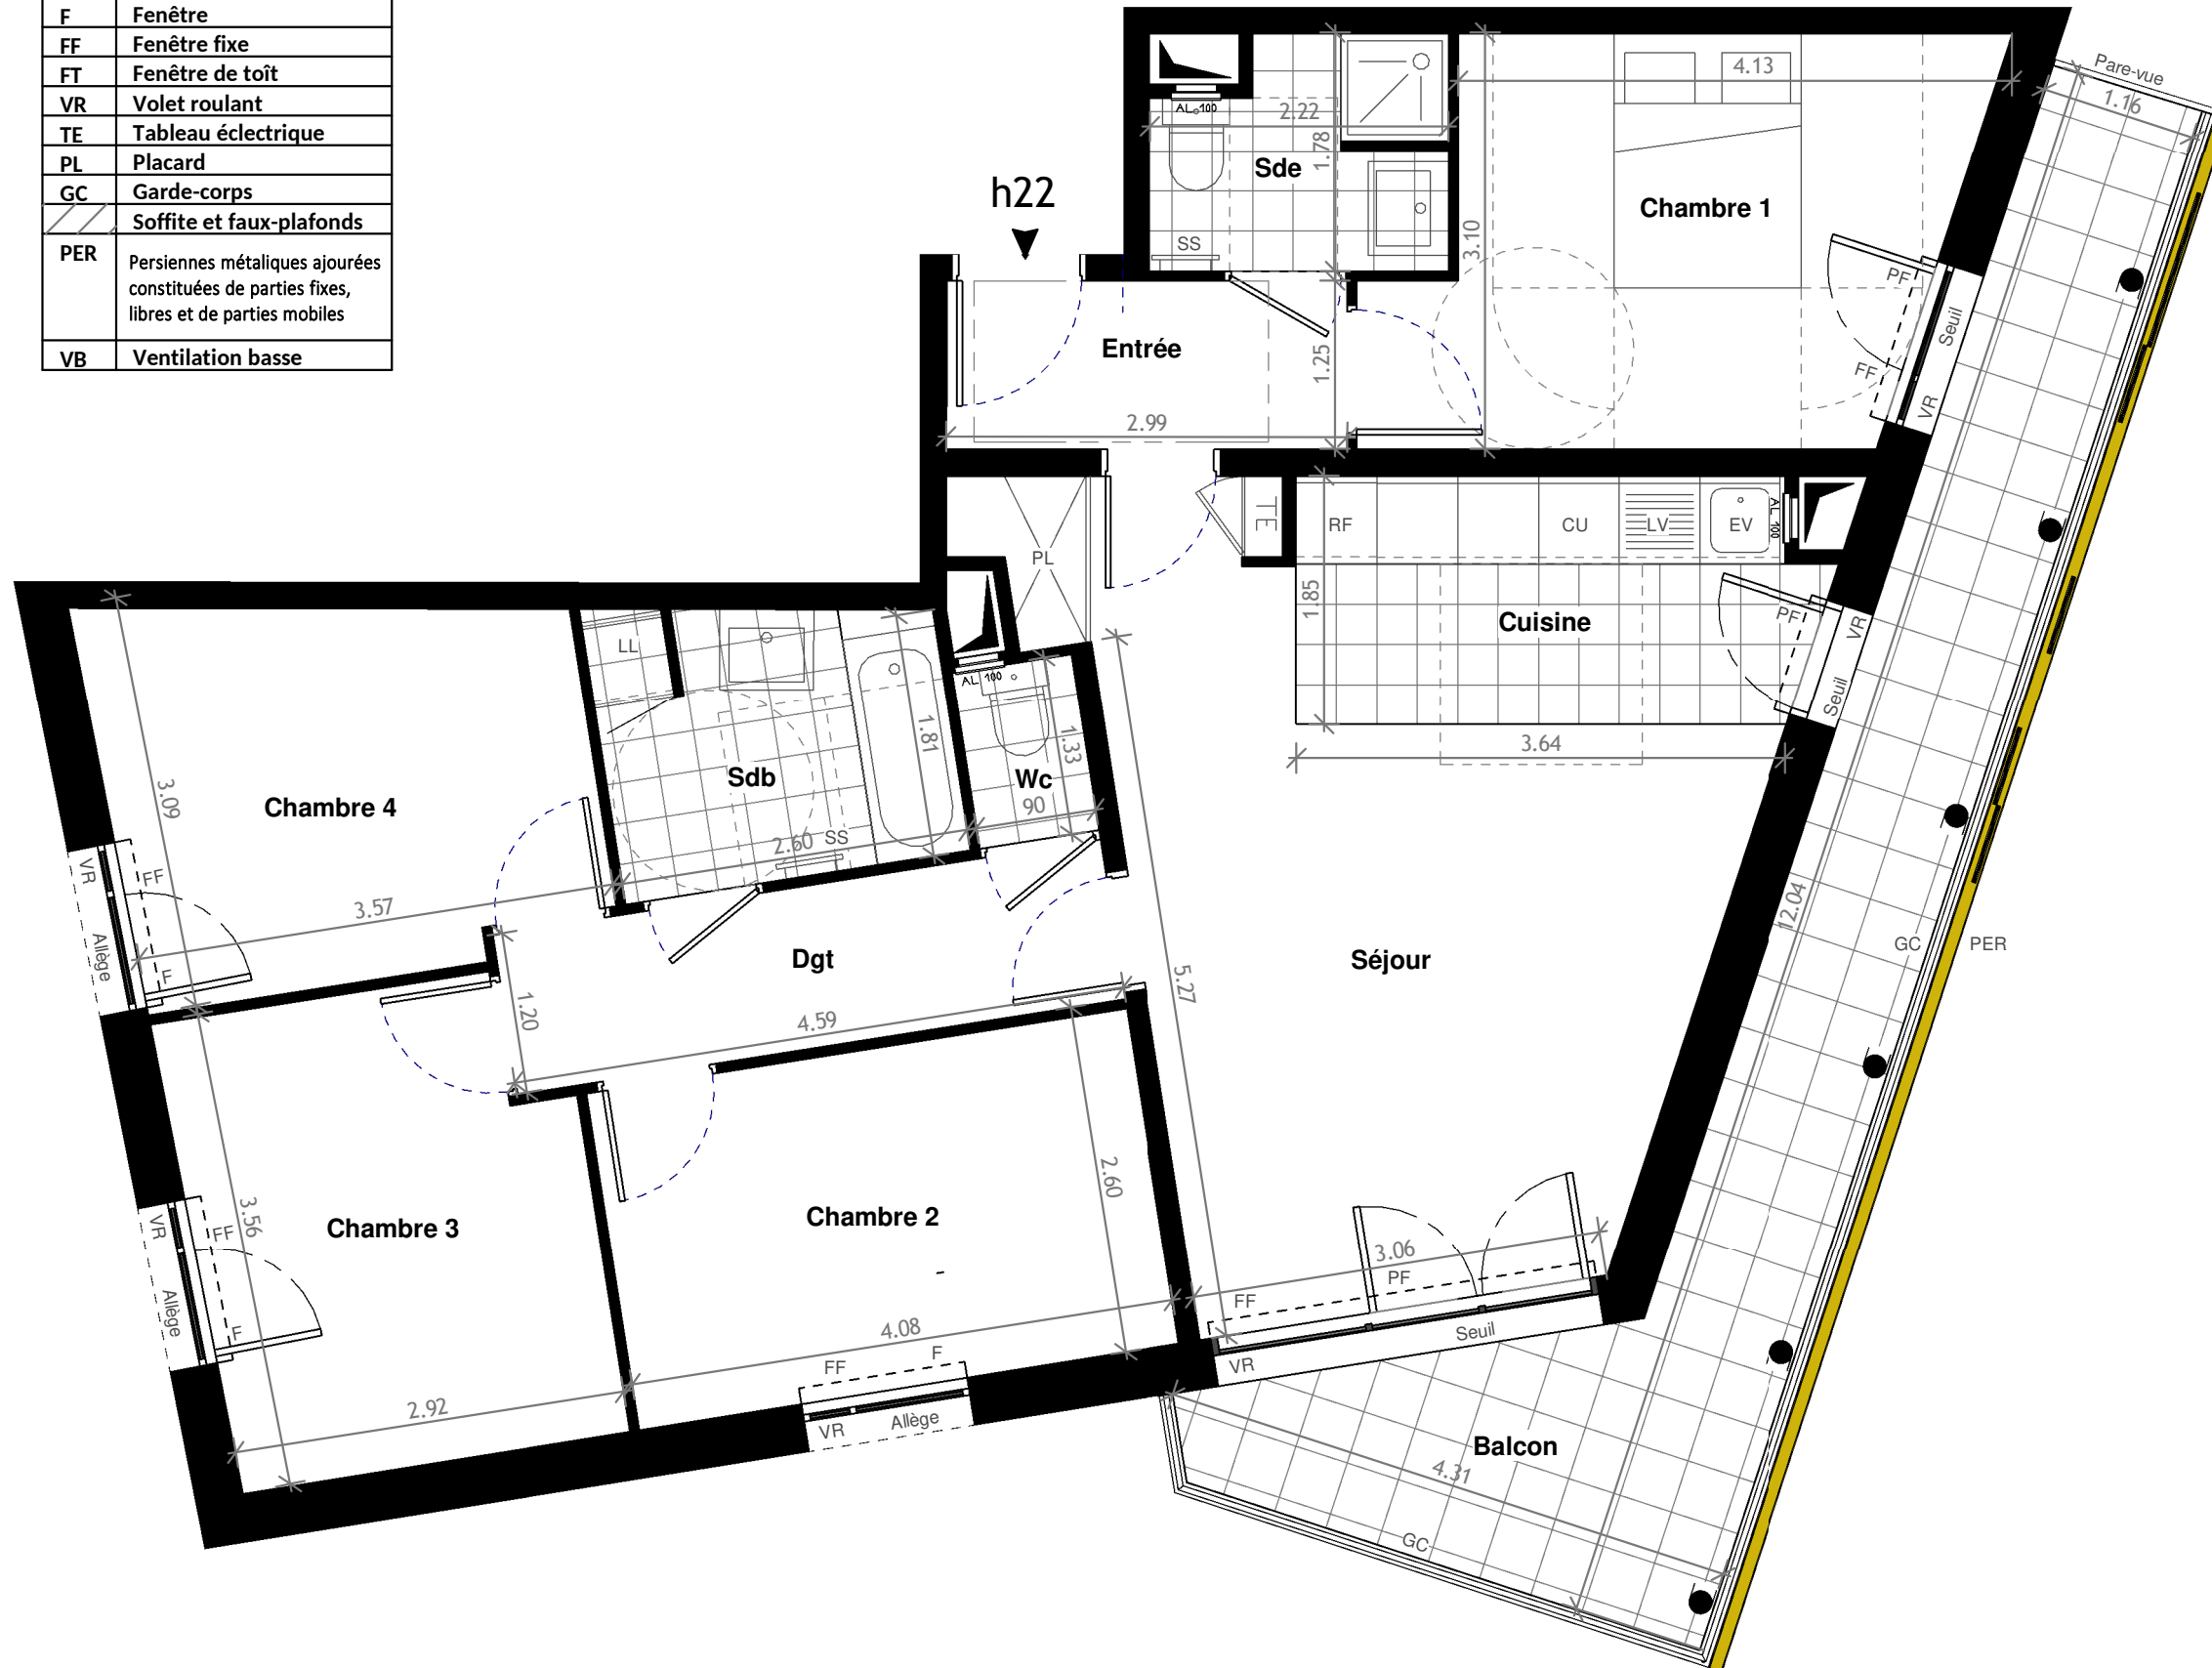 F Fenêtre
FF Fenêtre fixe
FT Fenêtre de toît
VR Volet roulant
TE Tableau éclectrique
PL Placard
GC Garde-corps
Soffite et faux-plafonds
PER Persiennes métaliques ajourées
constituées de parties fixes,
libres et de parties mobiles
VB Ventilation basse
h22
AL 100
2.22
1.78
Sde
SS
4.13
Chambre 1
3.10
PF
FF
Seuil
VR
Pare-vue
1.16
Entrée
1.25
2.99
PL
TE
RF
CU
LV
EV
AL 100
1.85
Cuisine
3.64
PF
VR
Seuil
LL
Sdb
1.81
2.60
SS
AL 100
1.33
Wc
90
Chambre 4
3.09
3.57
VR
FF
F
Allège
Dgt
1.20
4.59
Séjour
5.27
12.04
GC
PER
Chambre 3
3.56
VR
FF
F
Allège
2.92
Chambre 2
-
2.60
4.08
FF
F
VR
Allège
3.06
PF
FF
VR
Seuil
Balcon
4.31
GC